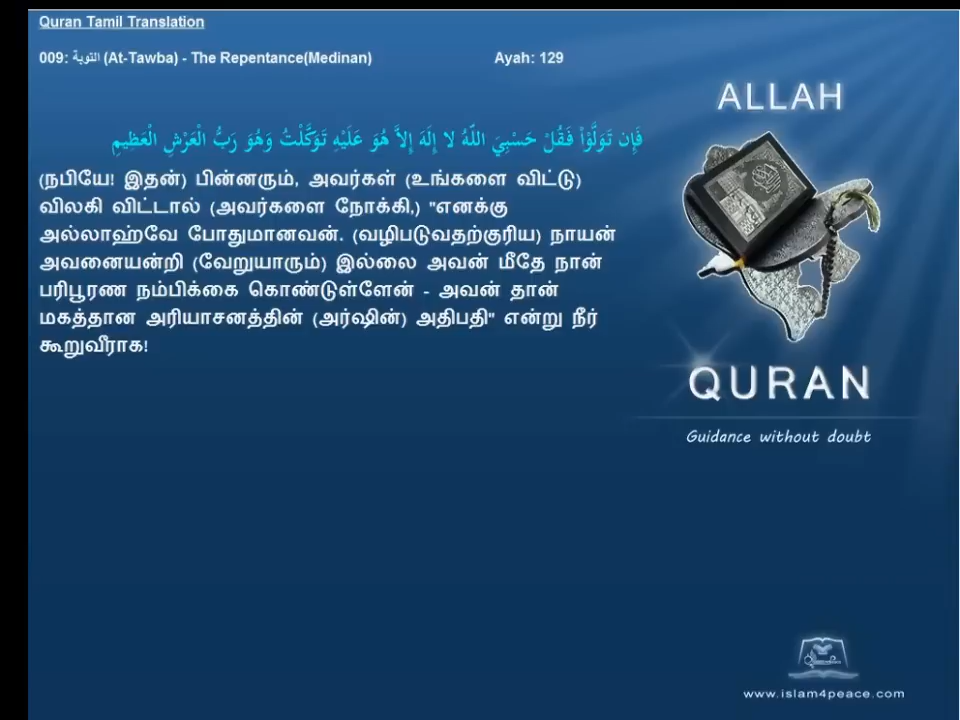 Quran Tamil Translation
009: التوبة (At-Tawba) - The Repentance(Medinan) Ayah: 129
فَإِن تَوَلَّوْاْ فَقُلْ حَسْبِيَ اللّهُ لا إِلَهَ إِلاَّ هُوَ عَلَيْهِ تَوَكَّلْتُ وَهُوَ رَبُّ الْعَرْشِ الْعَظِيمِ
(நபியே! இதன்) பின்னரும், அவர்கள் (உங்களை விட்டு)
விலகி விட்டால் (அவர்களை நோக்கி,) "எனக்கு
அல்லாஹ்வே போதுமானவன். (வழிபடுவதற்குரிய) நாயன்
அவனையன்றி (வேறுயாரும்) இல்லை அவன் மீதே நான்
பரிபூரண நம்பிக்கை கொண்டுள்ளேன் - அவன் தான்
மகத்தான அரியாசனத்தின் (அர்ஷின்) அதிபதி" என்று நீர்
கூறுவீராக!
ALLAH
QURAN
Guidance without doubt
www.islam4peace.com